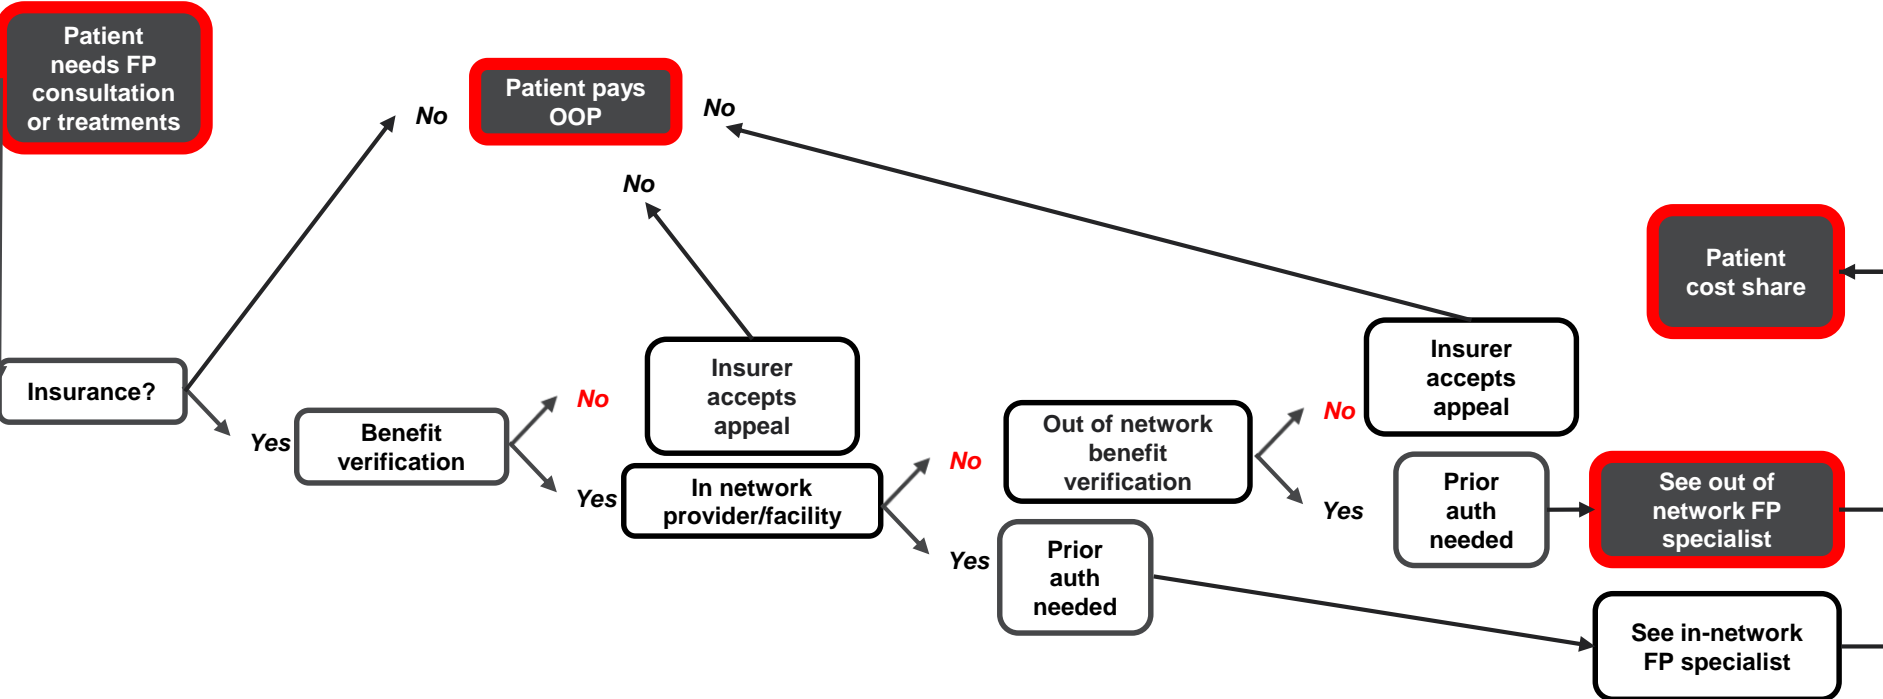 Patient
needs FP
consultation
or treatments
No
Patient pays
OOP
No
No
Patient
cost share
Insurance?
Yes
Benefit
verification
No
Yes
Insurer
accepts
appeal
In network
provider/facility
No
Yes
Out of network
benefit
verification
Prior
auth
needed
No
Yes
Insurer
accepts
appeal
Prior
auth
needed
See out of
network FP
specialist
See in-network
FP specialist